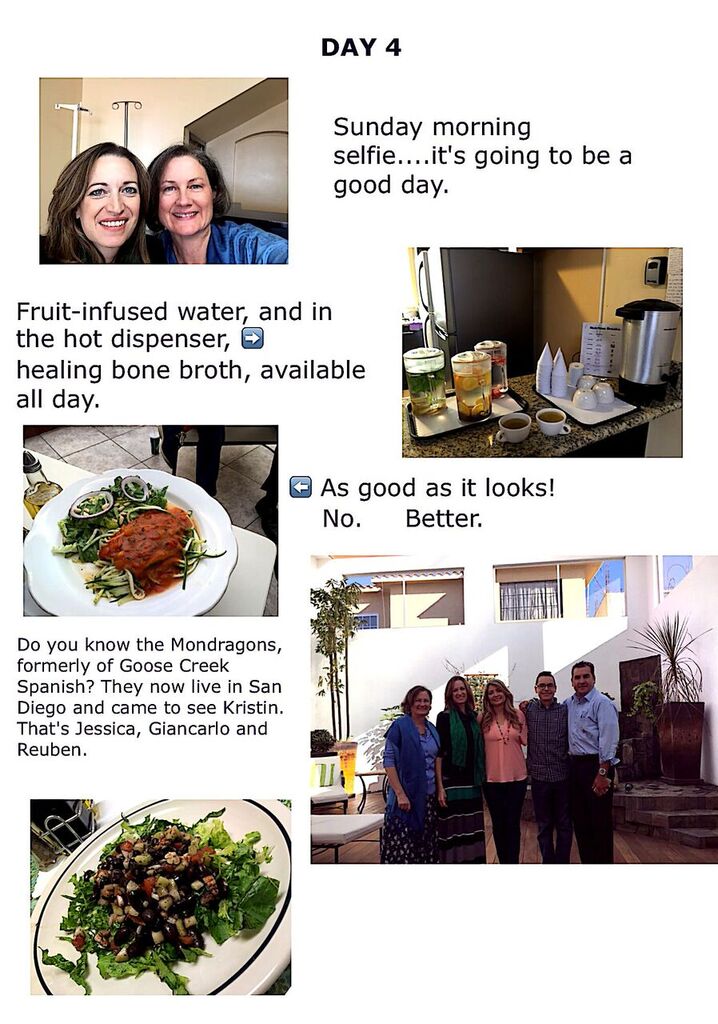 DAY 4
Sunday morning
selfie....it's going to be a
good day.
Fruit-infused water, and in
the hot dispenser, ➡
healing bone broth, available
all day.
⬅ As good as it looks!
No. Better.
Do you know the Mondragons,
formerly of Goose Creek
Spanish? They now live in San
Diego and came to see Kristin.
That's Jessica, Giancarlo and
Reuben.